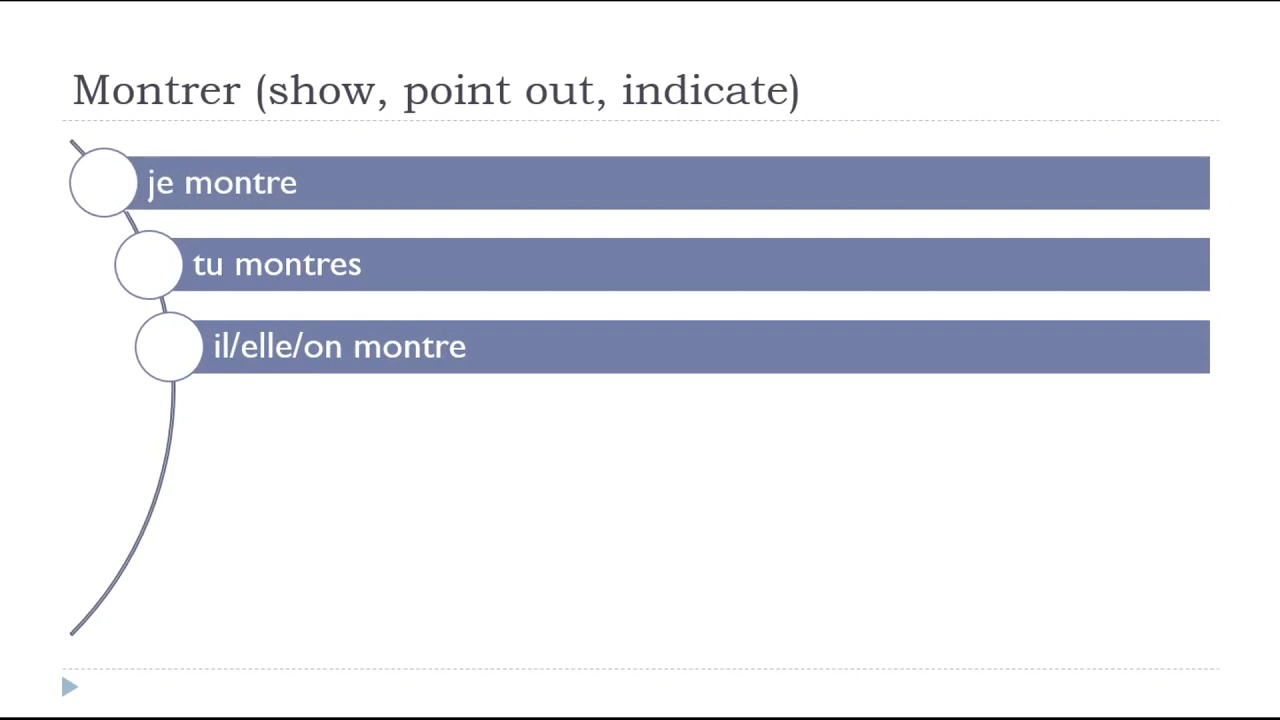 Montrer (show, point out, indicate)
je montre
tu montres
il/elle/on montre